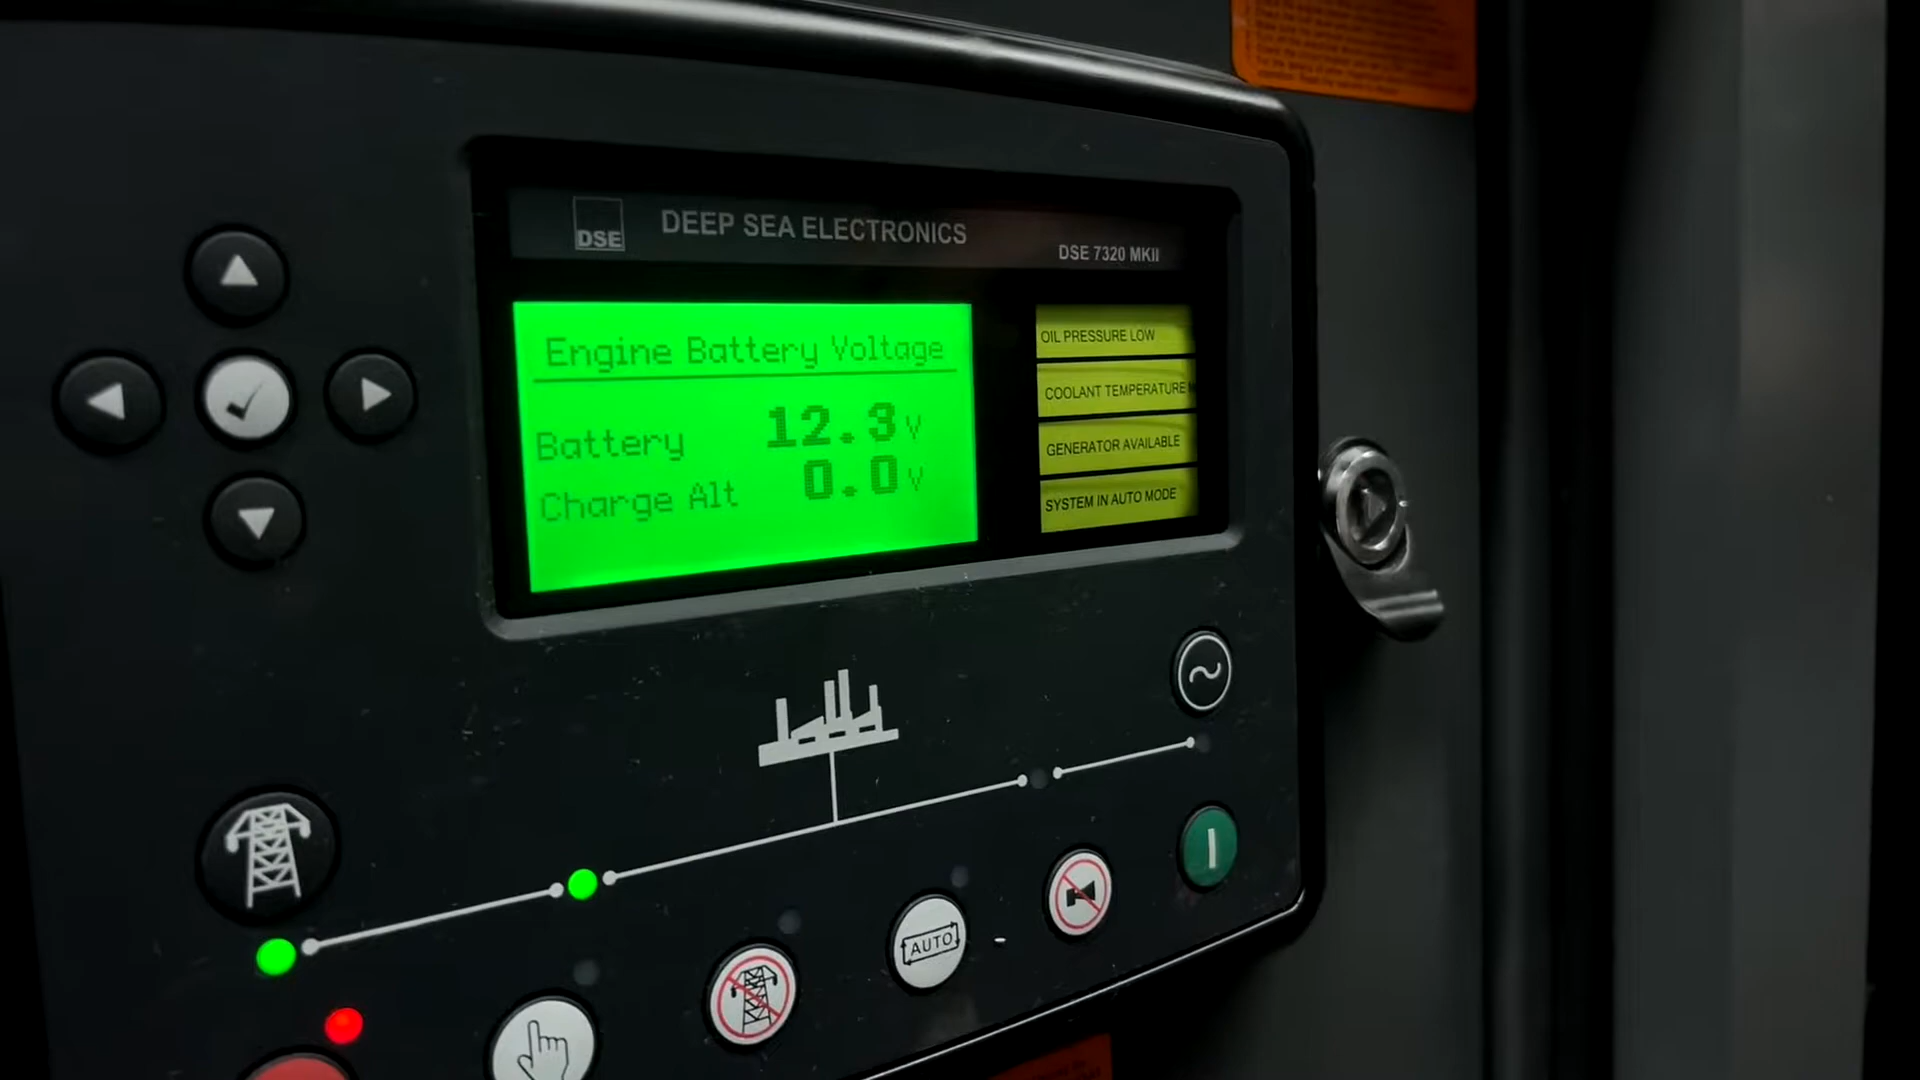 DSE
DEEP SEA ELECTRONICS
DSE 7320 MKII
Engine Battery Voltage
Battery 12.3 V
Charge Alt 0.0 V
OIL PRESSURE LOW
COOLANT TEMPERATURE
GENERATOR AVAILABLE
SYSTEM IN AUTO MODE
AUTO